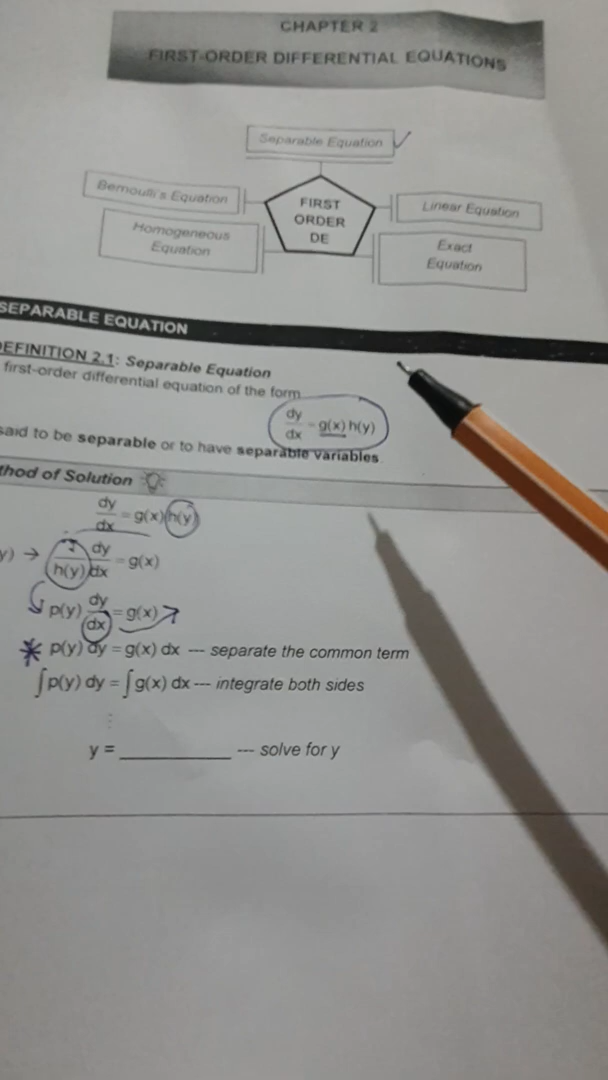 CHAPTER 2
FIRST-ORDER DIFFERENTIAL EQUATIONS
Separable Equation ✓
Bernoulli's Equation
FIRST
ORDER
DE
Linear Equation
Homogeneous
Equation
Exact
Equation
SEPARABLE EQUATION
DEFINITION 2.1: Separable Equation
first-order differential equation of the form
dy/dx = g(x) h(y)
said to be separable or to have separable variables
thod of Solution
dy/dx = g(x) h(y)
y) → 1/h(y) dy/dx = g(x)
p(y) dy/dx = g(x)
* p(y) dy = g(x) dx --- separate the common term
∫p(y) dy = ∫g(x) dx --- integrate both sides
⋮
y = __________ --- solve for y